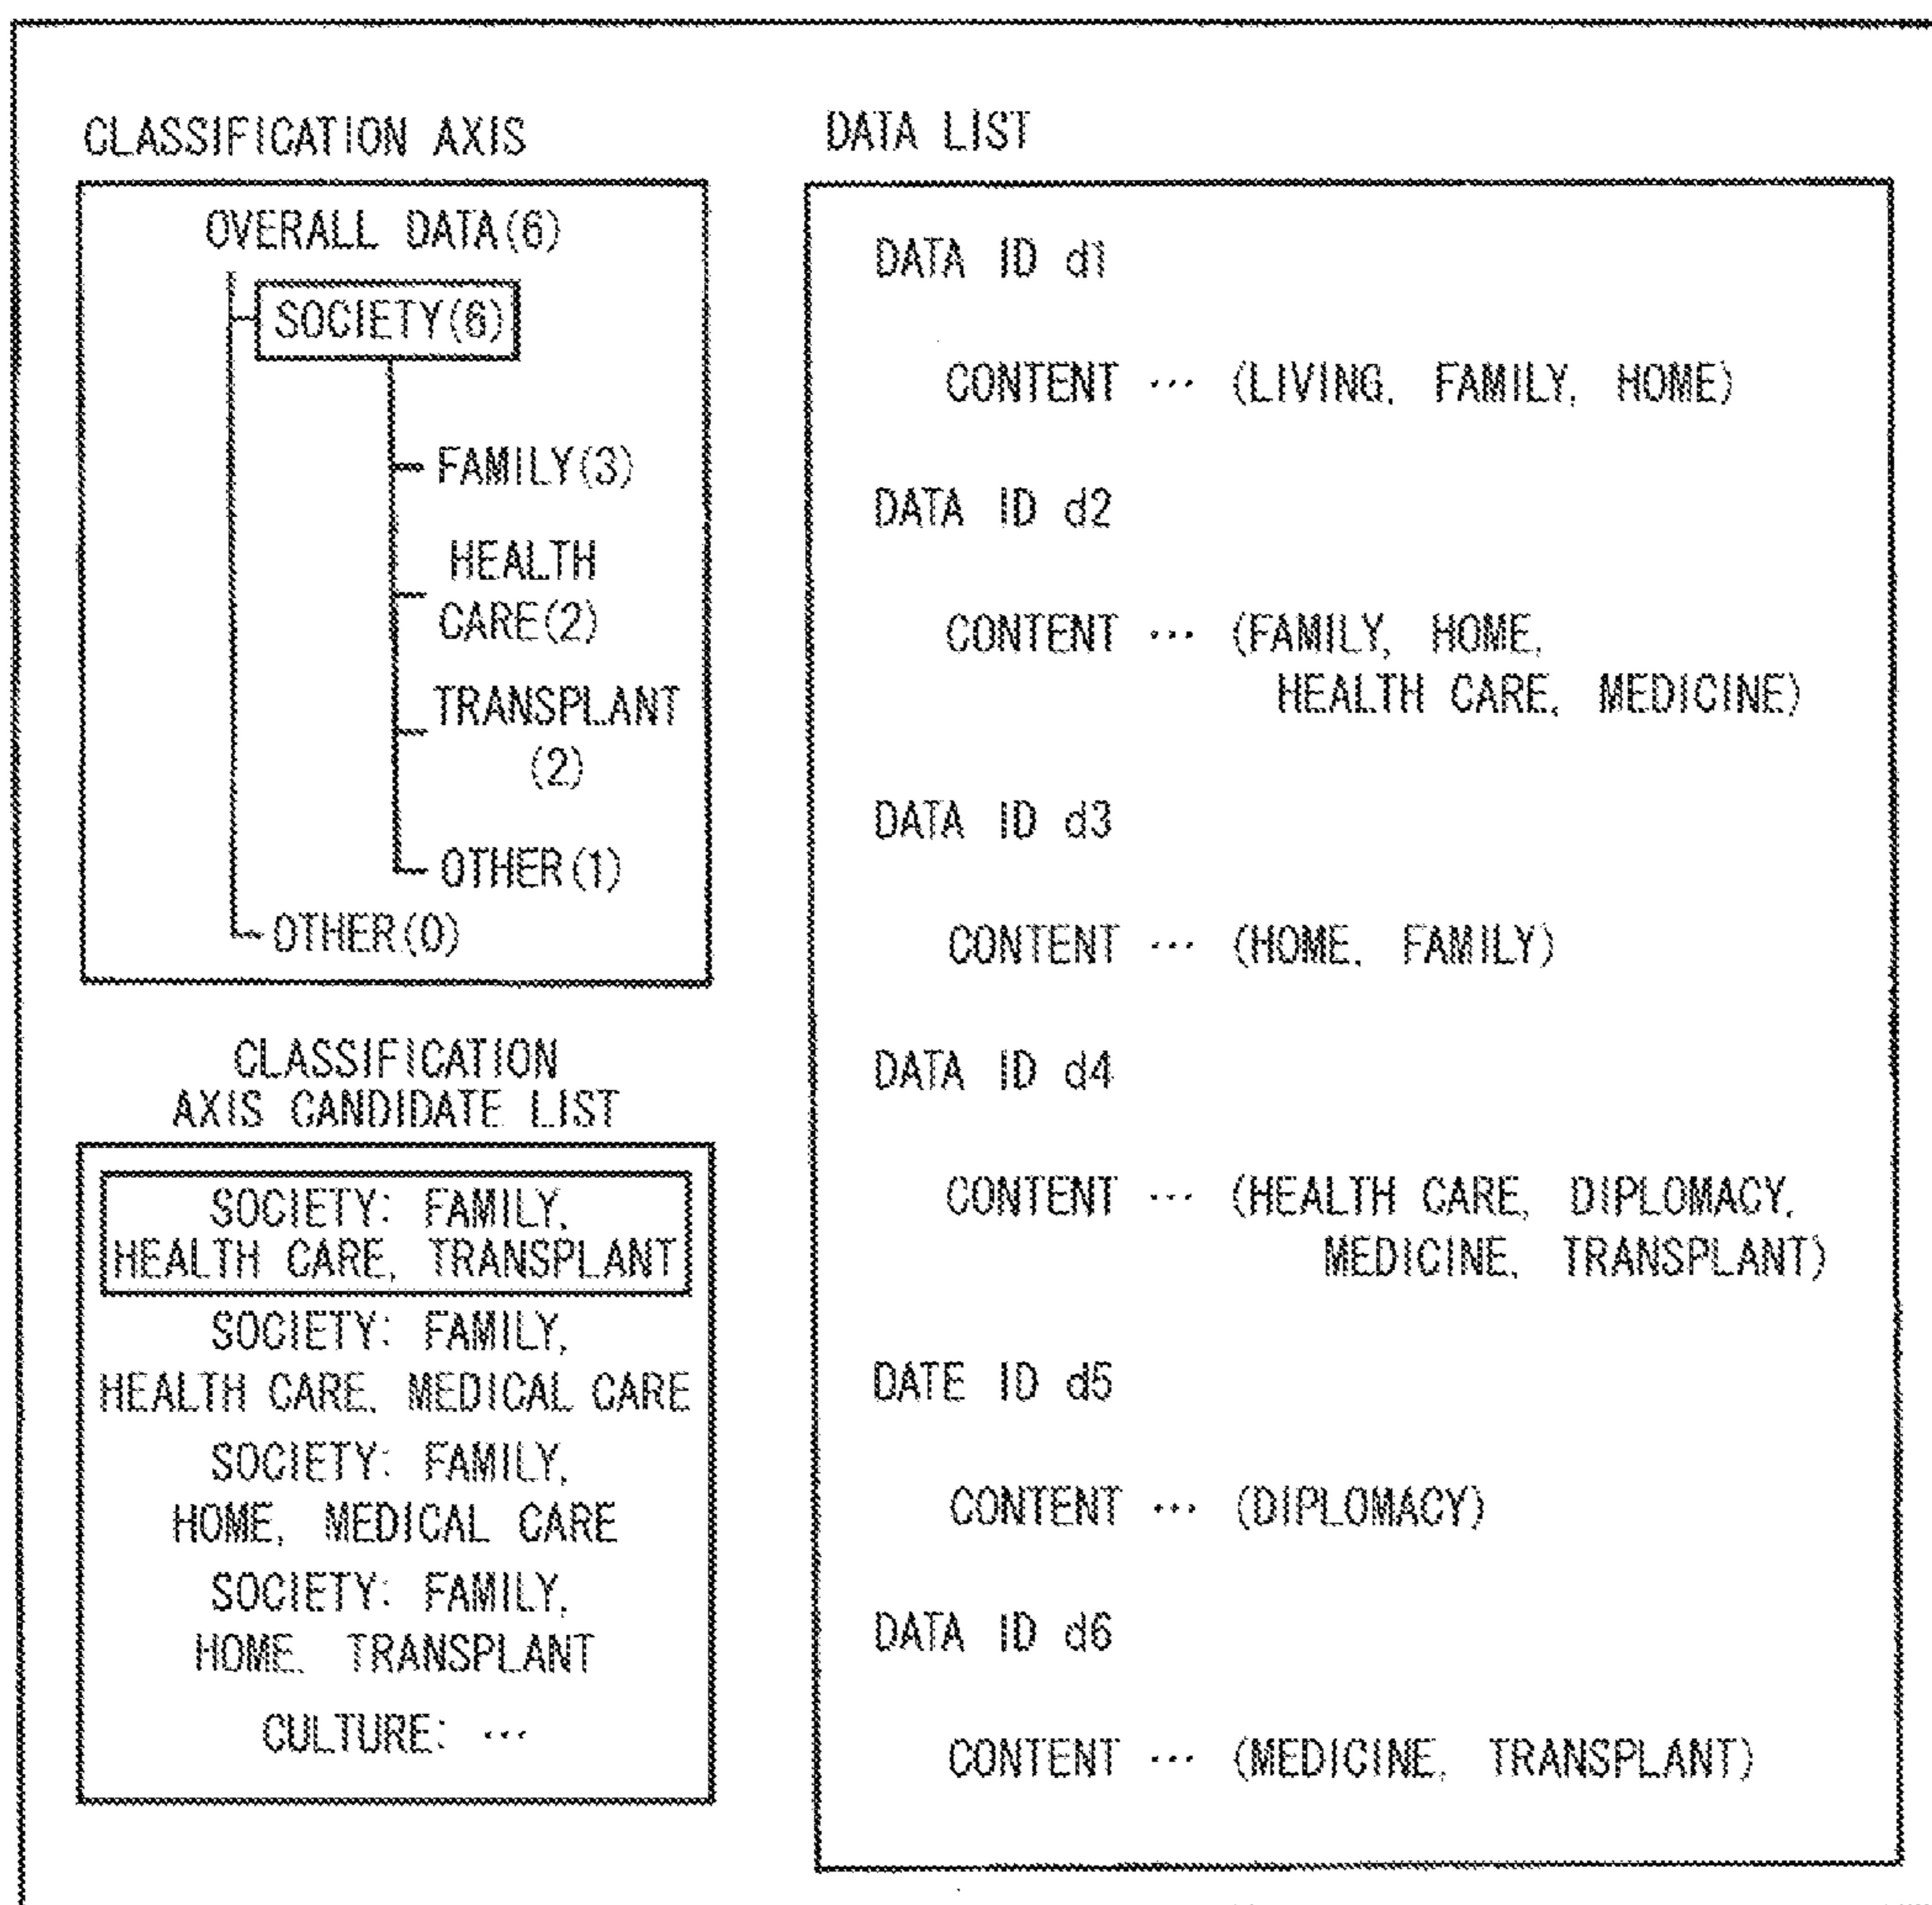 CLASSIFICATION AXIS
OVERALL DATA(6)
SOCIETY(6)
FAMILY(3)
HEALTH
CARE(2)
TRANSPLANT
(2)
OTHER(1)
OTHER(0)
CLASSIFICATION
AXIS CANDIDATE LIST
SOCIETY: FAMILY,
HEALTH CARE, TRANSPLANT
SOCIETY: FAMILY,
HEALTH CARE, MEDICAL CARE
SOCIETY: FAMILY,
HOME, MEDICAL CARE
SOCIETY: FAMILY,
HOME, TRANSPLANT
CULTURE: ...
DATA LIST
DATA ID d1
CONTENT ... (LIVING, FAMILY, HOME)
DATA ID d2
CONTENT ... (FAMILY, HOME,
HEALTH CARE, MEDICINE)
DATA ID d3
CONTENT ... (HOME, FAMILY)
DATA ID d4
CONTENT ... (HEALTH CARE, DIPLOMACY,
MEDICINE, TRANSPLANT)
DATE ID d5
CONTENT ... (DIPLOMACY)
DATA ID d6
CONTENT ... (MEDICINE, TRANSPLANT)